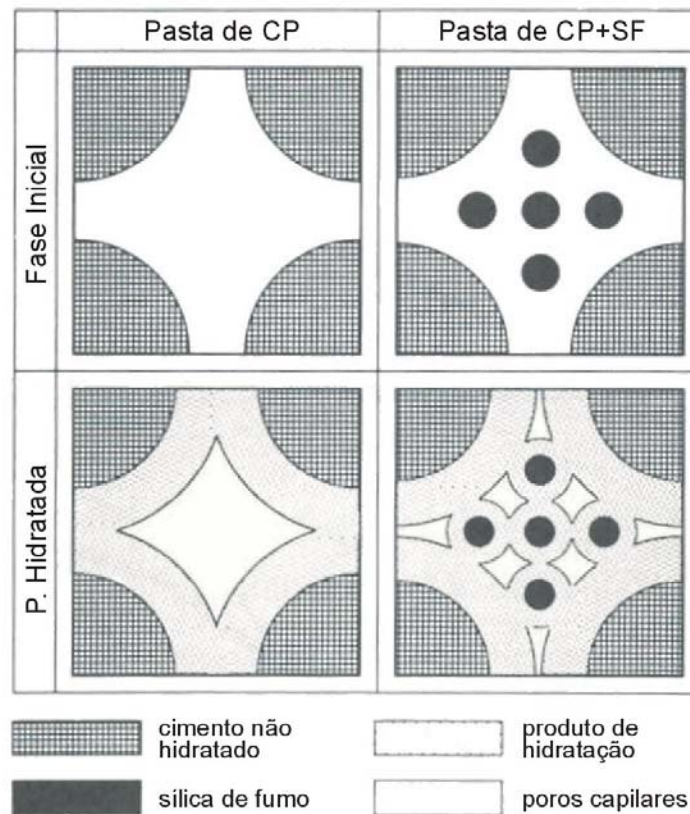 Pasta de CP
Pasta de CP+SF
Fase Inicial
P. Hidratada
cimento não
hidratado
produto de
hidratação
silica de fumo
poros capilares